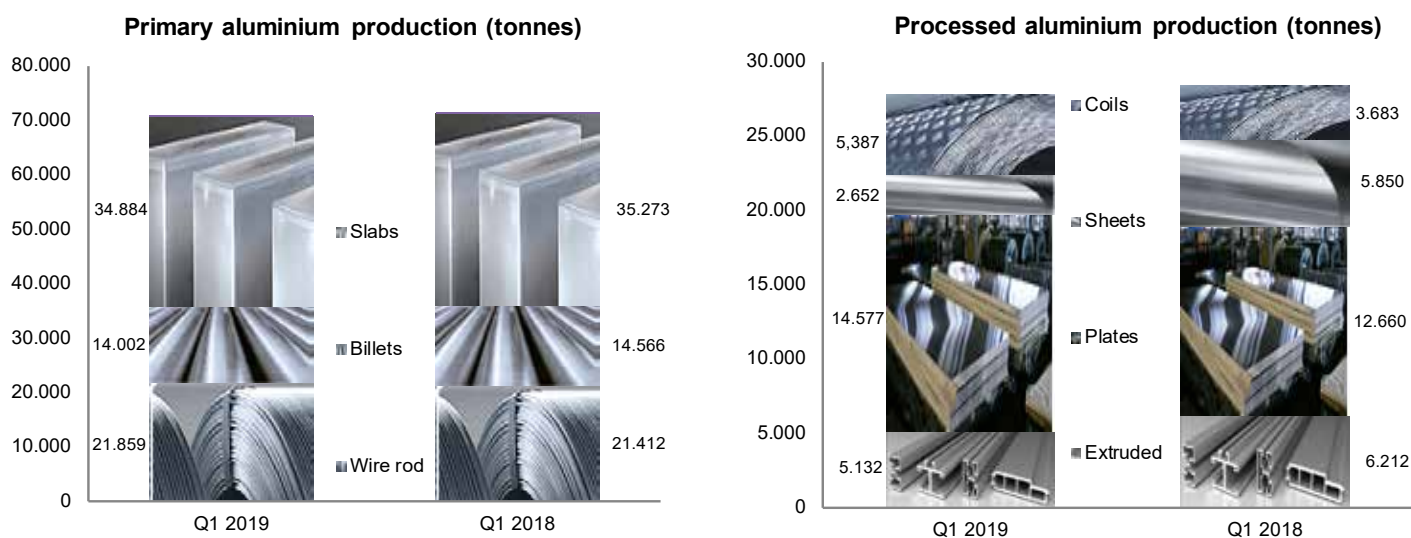 Primary aluminium production (tonnes)
80.000
70.000
60.000
50.000
40.000
30.000
20.000
10.000
0
34.884
14.002
21.859
Slabs
Billets
Wire rod
35.273
14.566
21.412
Q1 2019
Q1 2018
Processed aluminium production (tonnes)
30.000
25.000
20.000
15.000
10.000
5.000
0
5,387
2.652
14.577
5.132
Coils
Sheets
Plates
Extruded
3.683
5.850
12.660
6.212
Q1 2019
Q1 2018